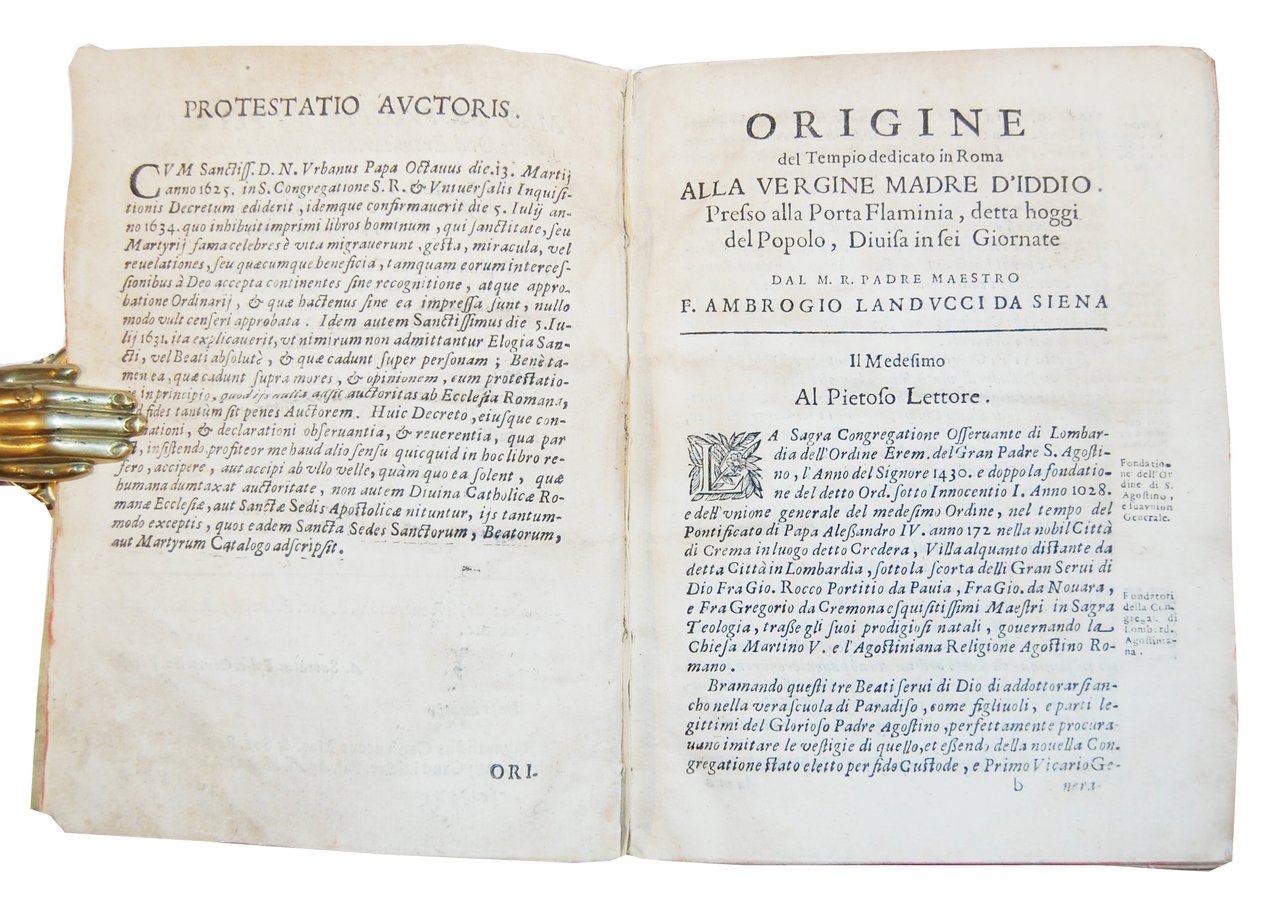 PROTESTATIO AVCTORIS.
CVM Sanctiſſ. D. N. Vrbanus Papa Octauus die. 13. Martij
anno 1625. in S. Congregatione S. R. & Vniuerſalis Inquiſi-
tionis Decretum ediderit, idemque confirmauerit die 5. Iulij an-
no 1634. quo inhibuit imprimi libros hominum, qui ſanctitate, ſeu
Martyrij fama celebres è vita migrauerunt, geſta, miracula, vel
reuelationes, ſeu quæcumque beneficia, tamquam eorum interceſ-
ſionibus à Deo accepta continentes ſine recognitione, atque appro-
batione Ordinarij, & quæ hactenus ſine ea impreſſa ſunt, nullo
modo vult cenſeri approbata. Idem autem Sanctiſſimus die 5. Iu-
lij 1631. ita explicauerit, vt nimirum non admittantur Elogia San-
cti, vel Beati abſolutè, & quæ cadunt ſuper perſonam; Benè ta-
men ea, quæ cadunt ſupra mores, & opinionem, cum proteſtatio-
in principio, quod ijs nulla adſit auctoritas ab Eccleſia Romana,
fides tantùm ſit penes Auctorem. Huic Decreto, eiuſque con-
mationi, & declarationi obſeruantia, & reuerentia, qua par
inſiſtendo profiteor me haud alio ſenſu quicquid in hoc libro re-
fero, accipere, aut accipi ab vllo velle, quàm quo ea ſolent, quæ
humana dumtaxat auctoritate, non autem Diuina Catholicæ Ro-
manæ Eccleſiæ, aut Sanctæ Sedis Apoſtolicæ nituntur, ijs tantum-
modo exceptis, quos eadem Sancta Sedes Sanctorum, Beatorum,
aut Martyrum Catalogo adſcripſit.
ORI-
ORIGINE
del Tempio dedicato in Roma
ALLA VERGINE MADRE D'IDDIO.
Preſſo alla Porta Flaminia, detta hoggi
del Popolo, Diuiſa in ſei Giornate
DAL M. R. PADRE MAESTRO
F. AMBROGIO LANDVCCI DA SIENA
Il Medeſimo
Al Pietoſo Lettore.
LA Sagra Congregatione Oſſeruante di Lombar-
dia dell'Ordine Erem. del Gran Padre S. Agoſti-
no, l'Anno del Signore 1430. e doppo la fondatio-
ne del detto Ord. ſotto Innocentio I. Anno 1028.
e dell'vnione generale del medeſimo Ordine, nel tempo del
Pontificato di Papa Aleſſandro IV. anno 172 nella nobil Città
di Crema in luogo detto Credera, Villa alquanto diſtante da
detta Città in Lombardia, ſotto la ſcorta delli Gran Serui di
Dio Fra Gio. Rocco Portitio da Pauia, Fra Gio. da Nouara,
e Fra Gregorio da Cremona eſquiſitiſſimi Maeſtri in Sagra
Teologia, traſſe gli ſuoi prodigioſi natali, gouernando la
Chieſa Martino V. e l'Agoſtiniana Religione Agoſtino Ro-
mano.
Bramando queſti tre Beati ſerui di Dio di addottorarſi an-
cho nella vera ſcuola di Paradiſo, come figliuoli, e parti le-
gittimi del Glorioſo Padre Agoſtino, perfettamente procura-
uano imitare le veſtigie di quello, et eſſendo della nouella Con-
gregatione ſtato eletto per fido Cuſtode, e Primo Vicario Ge-
b nera-
Fondatio-
ne dell'Or
dine di S.
Agoſtino,
e ſua vnion
Generale.
Fondatori
della Con-
gregat. di
Lombard.
Agoſtinia-
na.